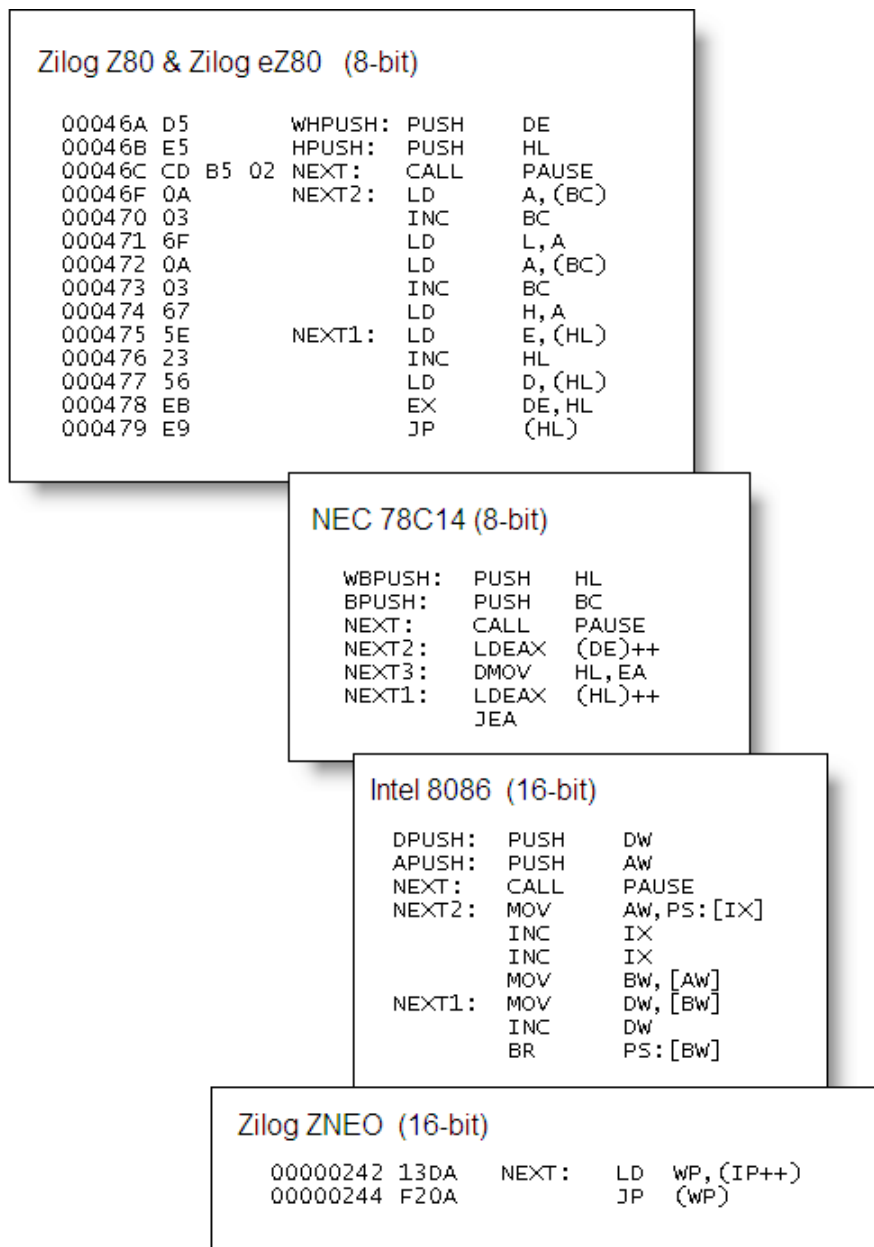 Zilog Z80 & Zilog eZ80 (8-bit)
00046A D5 WHPUSH: PUSH DE
00046B E5 HPUSH: PUSH HL
00046C CD B5 02 NEXT: CALL PAUSE
00046F 0A NEXT2: LD A,(BC)
000470 03 INC BC
000471 6F LD L,A
000472 0A LD A,(BC)
000473 03 INC BC
000474 67 LD H,A
000475 5E NEXT1: LD E,(HL)
000476 23 INC HL
000477 56 LD D,(HL)
000478 EB EX DE,HL
000479 E9 JP (HL)
NEC 78C14 (8-bit)
WBPUSH: PUSH HL
BPUSH: PUSH BC
NEXT: CALL PAUSE
NEXT2: LDEAX (DE)++
NEXT3: DMOV HL,EA
NEXT1: LDEAX (HL)++
JEA
Intel 8086 (16-bit)
DPUSH: PUSH DW
APUSH: PUSH AW
NEXT: CALL PAUSE
NEXT2: MOV AW,PS:[IX]
INC IX
INC IX
MOV BW,[AW]
NEXT1: MOV DW,[BW]
INC DW
BR PS:[BW]
Zilog ZNEO (16-bit)
00000242 13DA NEXT: LD WP,(IP++)
00000244 F20A JP (WP)